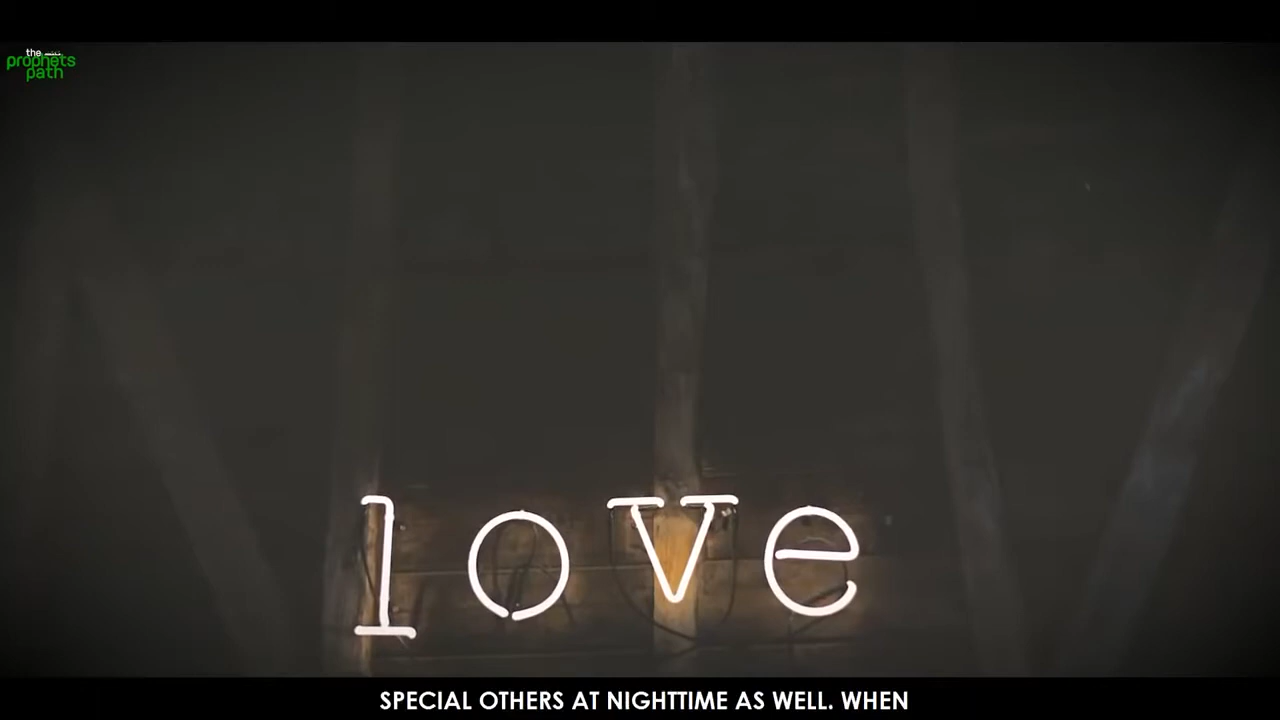 the
prophets
path
love
SPECIAL OTHERS AT NIGHTTIME AS WELL. WHEN